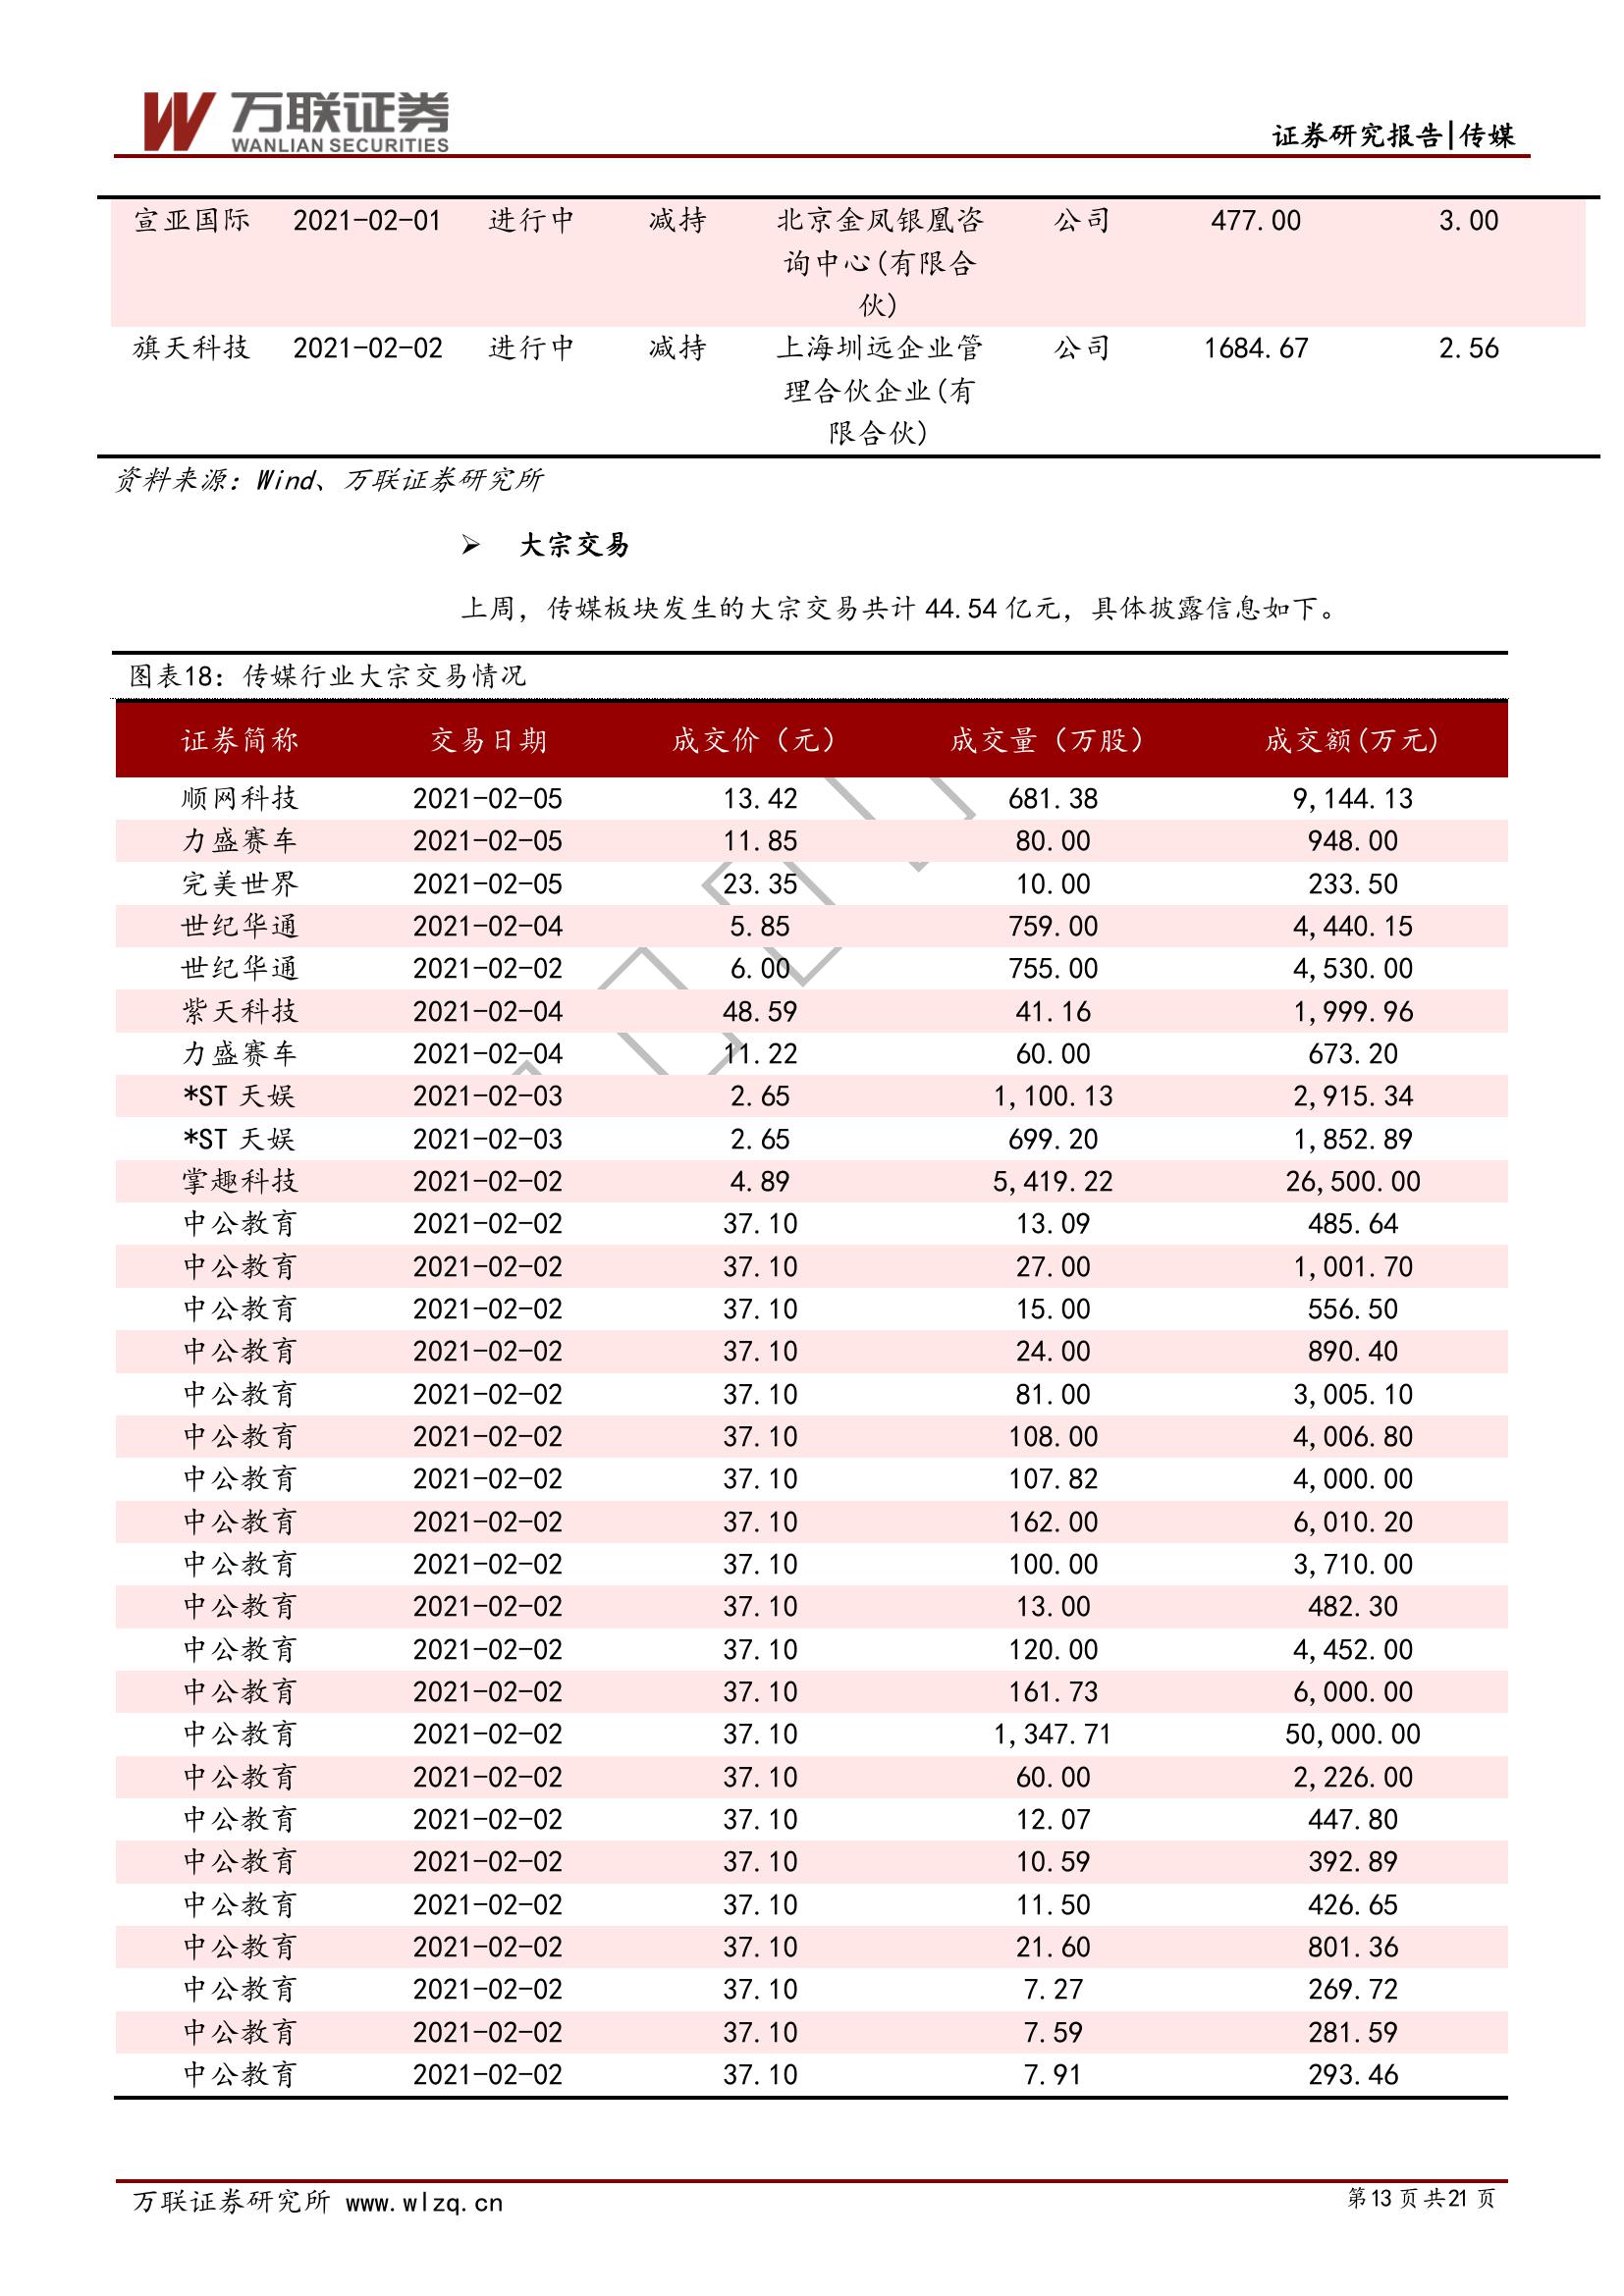 万联证券
WANLIAN SECURITIES
证券研究报告|传媒
宣亚国际 2021-02-01 进行中 减持 北京金凤银凰咨 公司 477.00 3.00
询中心(有限合
伙)
旗天科技 2021-02-02 进行中 减持 上海圳远企业管 公司 1684.67 2.56
理合伙企业(有
限合伙)
资料来源：Wind、万联证券研究所
➢ 大宗交易
上周，传媒板块发生的大宗交易共计 44.54 亿元，具体披露信息如下。
图表18：传媒行业大宗交易情况
证券简称 交易日期 成交价（元） 成交量（万股） 成交额(万元)
顺网科技 2021-02-05 13.42 681.38 9,144.13
力盛赛车 2021-02-05 11.85 80.00 948.00
完美世界 2021-02-05 23.35 10.00 233.50
世纪华通 2021-02-04 5.85 759.00 4,440.15
世纪华通 2021-02-02 6.00 755.00 4,530.00
紫天科技 2021-02-04 48.59 41.16 1,999.96
力盛赛车 2021-02-04 11.22 60.00 673.20
*ST 天娱 2021-02-03 2.65 1,100.13 2,915.34
*ST 天娱 2021-02-03 2.65 699.20 1,852.89
掌趣科技 2021-02-02 4.89 5,419.22 26,500.00
中公教育 2021-02-02 37.10 13.09 485.64
中公教育 2021-02-02 37.10 27.00 1,001.70
中公教育 2021-02-02 37.10 15.00 556.50
中公教育 2021-02-02 37.10 24.00 890.40
中公教育 2021-02-02 37.10 81.00 3,005.10
中公教育 2021-02-02 37.10 108.00 4,006.80
中公教育 2021-02-02 37.10 107.82 4,000.00
中公教育 2021-02-02 37.10 162.00 6,010.20
中公教育 2021-02-02 37.10 100.00 3,710.00
中公教育 2021-02-02 37.10 13.00 482.30
中公教育 2021-02-02 37.10 120.00 4,452.00
中公教育 2021-02-02 37.10 161.73 6,000.00
中公教育 2021-02-02 37.10 1,347.71 50,000.00
中公教育 2021-02-02 37.10 60.00 2,226.00
中公教育 2021-02-02 37.10 12.07 447.80
中公教育 2021-02-02 37.10 10.59 392.89
中公教育 2021-02-02 37.10 11.50 426.65
中公教育 2021-02-02 37.10 21.60 801.36
中公教育 2021-02-02 37.10 7.27 269.72
中公教育 2021-02-02 37.10 7.59 281.59
中公教育 2021-02-02 37.10 7.91 293.46
万联证券研究所 www.wlzq.cn 第13 页 共21 页